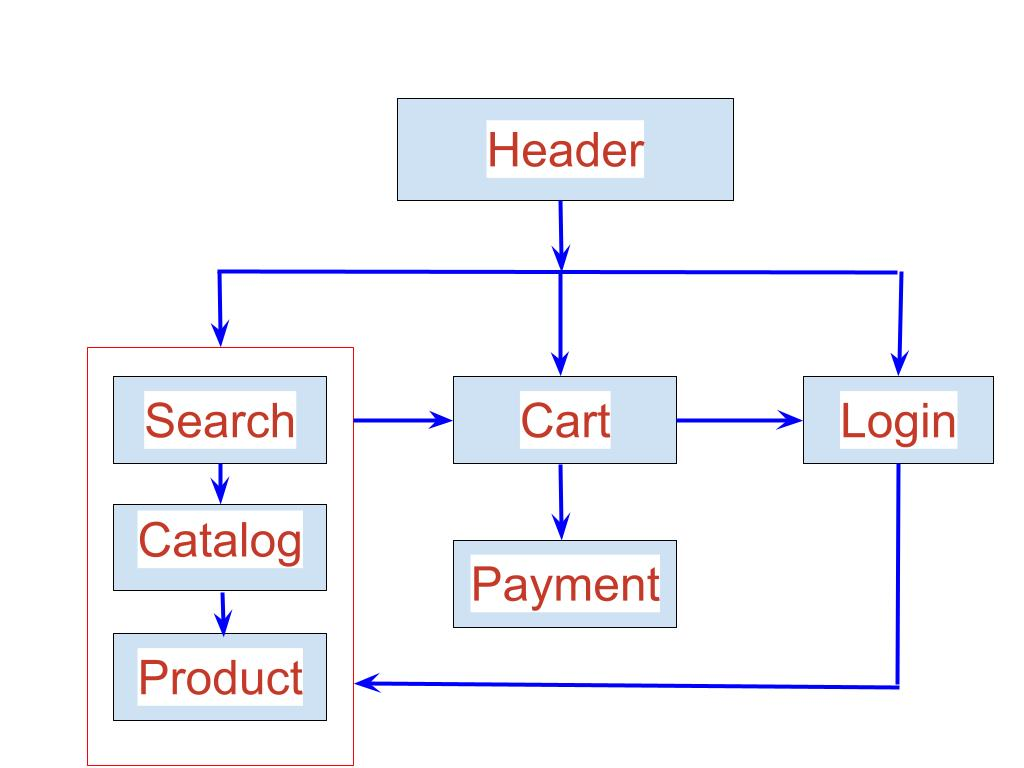 Header
Search
Cart
Login
Catalog
Payment
Product